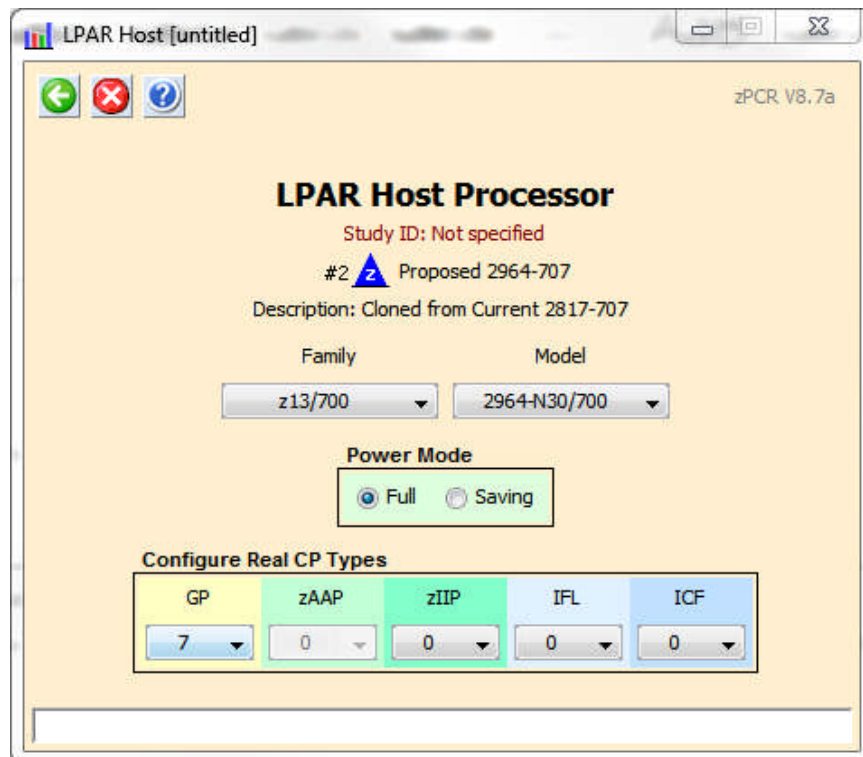 LPAR Host [untitled]
zPCR V8.7a
LPAR Host Processor
Study ID: Not specified
#2 z Proposed 2964-707
Description: Cloned from Current 2817-707
Family Model
z13/700 2964-N30/700
Power Mode
Full Saving
Configure Real CP Types
GP zAAP zIIP IFL ICF
7 0 0 0 0